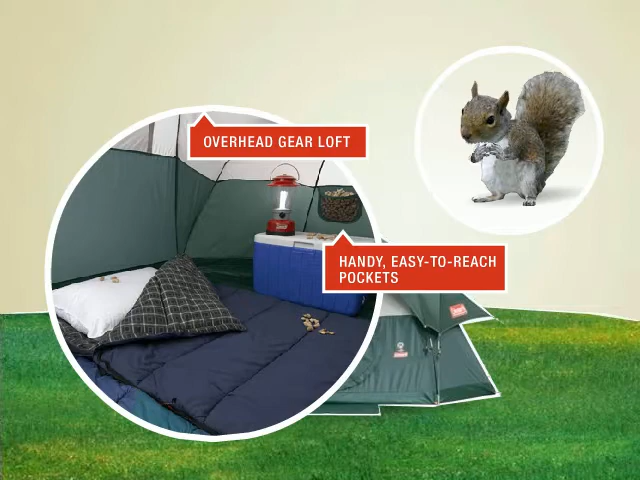 OVERHEAD GEAR LOFT
HANDY, EASY-TO-REACH
POCKETS